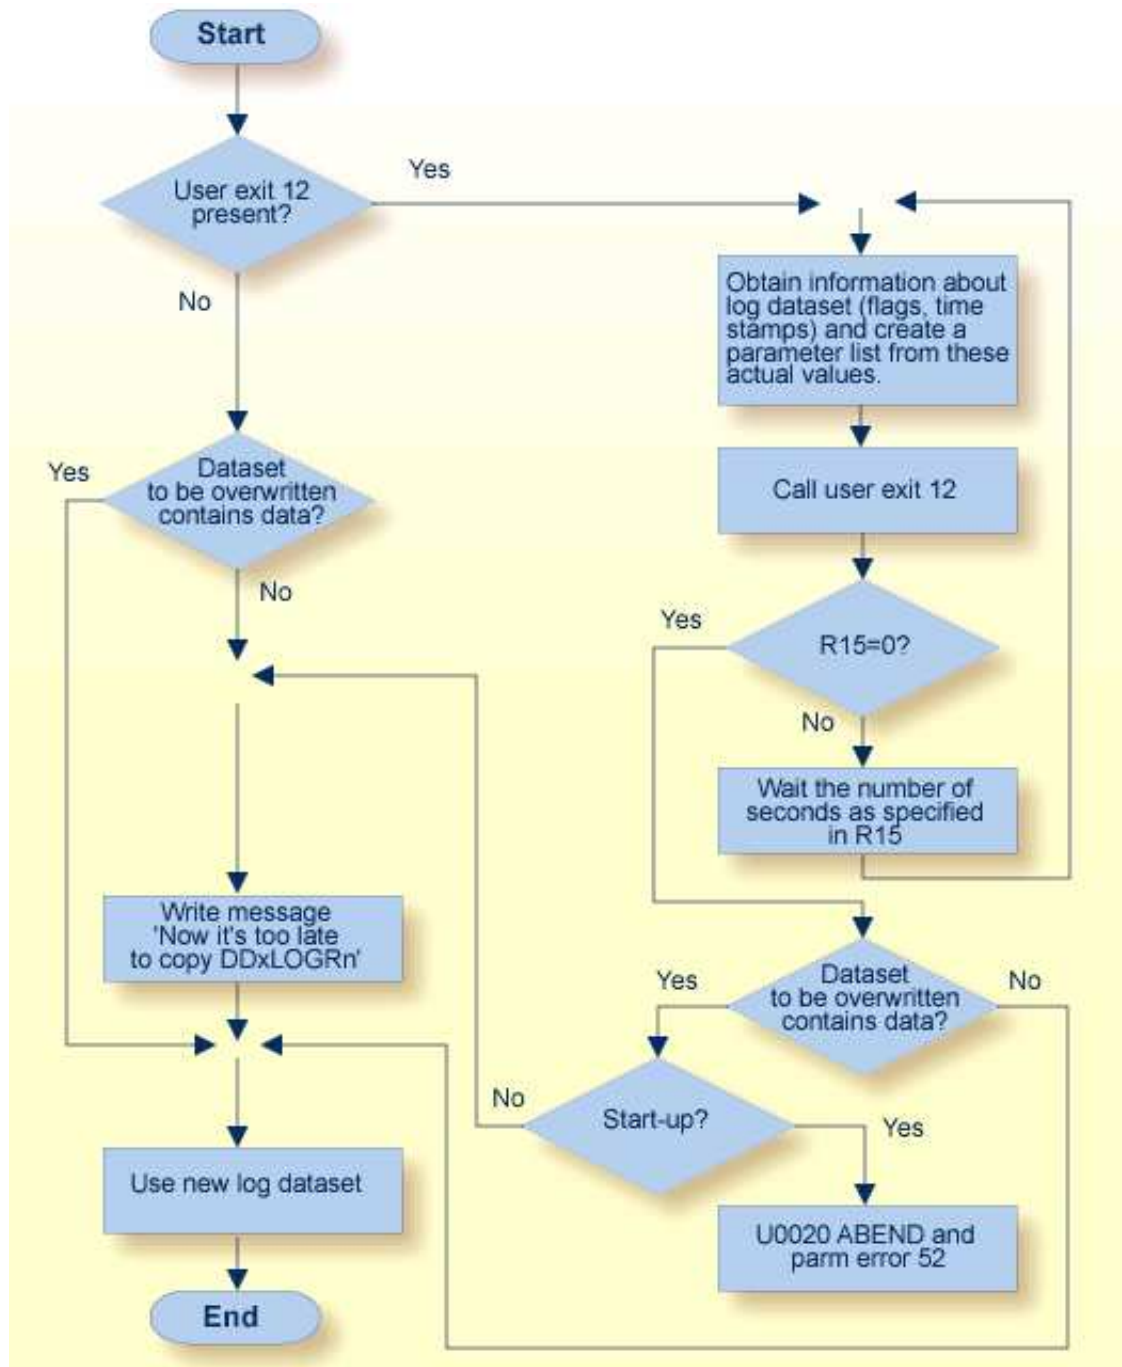 Start
User exit 12
present?
Yes
No
Obtain information about
log dataset (flags, time
stamps) and create a
parameter list from these
actual values.
Call user exit 12
Yes
Dataset
to be overwritten
contains data?
No
Yes
R15=0?
No
Wait the number of
seconds as specified
in R15
Write message
'Now it's too late
to copy DDxLOGRn'
Yes
Dataset
to be overwritten
contains data?
No
No
Start-up?
Yes
Use new log dataset
U0020 ABEND and
parm error 52
End